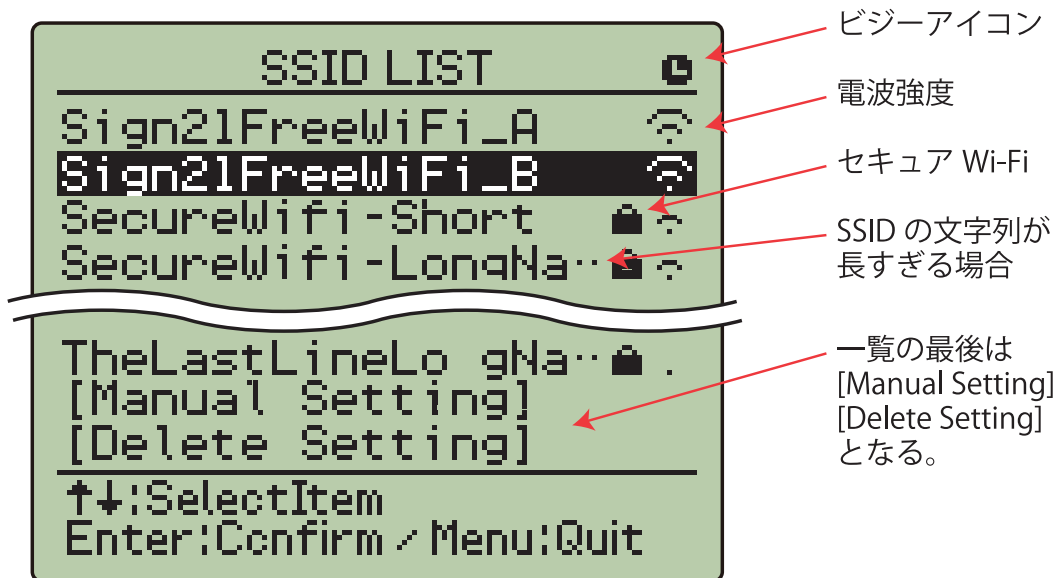 SSID LIST
Sign21FreeWiFi_A
Sign21FreeWiFi_B
SecureWifi-Short
SecureWifi-LongNa‥
TheLastLineLo gNa‥
[Manual Setting]
[Delete Setting]
↑↓:SelectItem
Enter:Confirm / Menu:Quit
ビジーアイコン
電波強度
セキュア Wi-Fi
SSID の文字列が
長すぎる場合
一覧の最後は
[Manual Setting]
[Delete Setting]
となる。